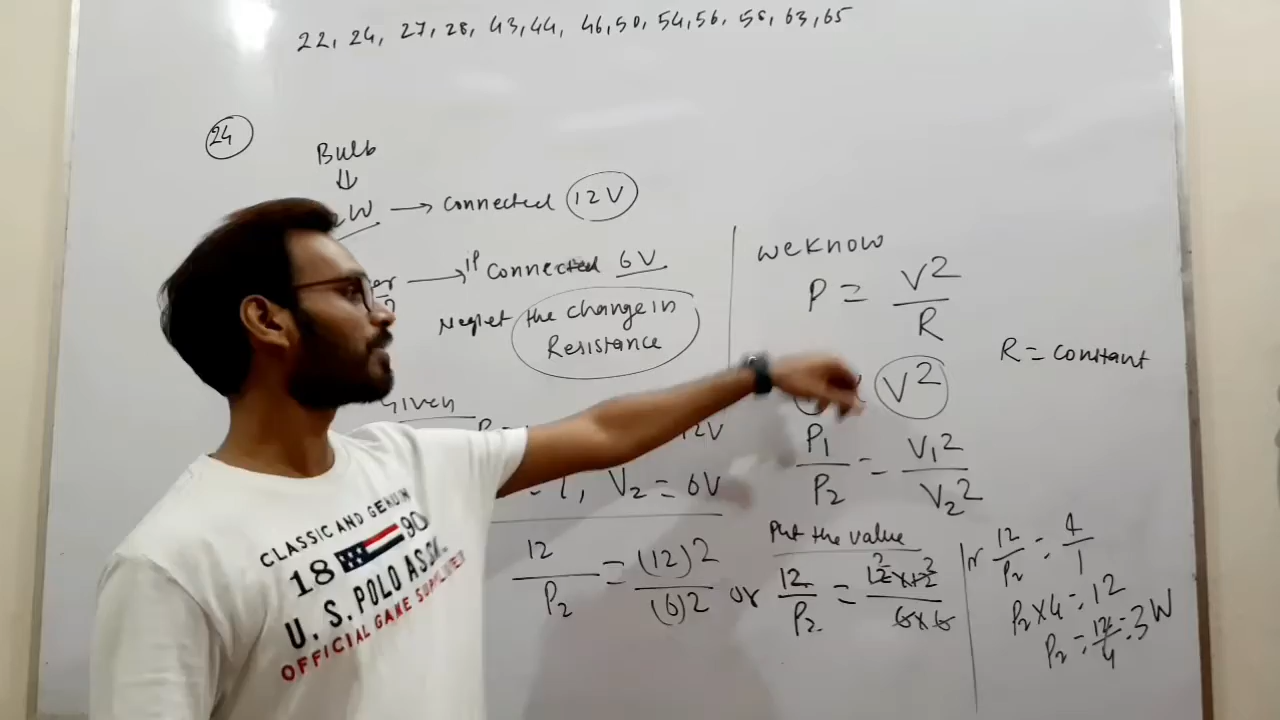 22, 24, 27, 28, 43, 44, 46, 50, 54, 56, 58, 63, 65
24
Bulb
⇓
W → Connected 12V
→ if Connected 6V
Neglet the change in
Resistance
Given
12V
V₂ = 6V
12/P₂ = (12)²/(6)²
we know
P = V²/R
R = constant
V²
P₁/P₂ = V₁²/V₂²
Put the value
or 12/P₂ = 12×12/6×6
or 12/P₂ = 4/1
P₂×4 = 12
P₂ = 12/4 = 3W
CLASSIC AND GENUIN
18 90
U.S. POLO ASS
OFFICIAL GAME